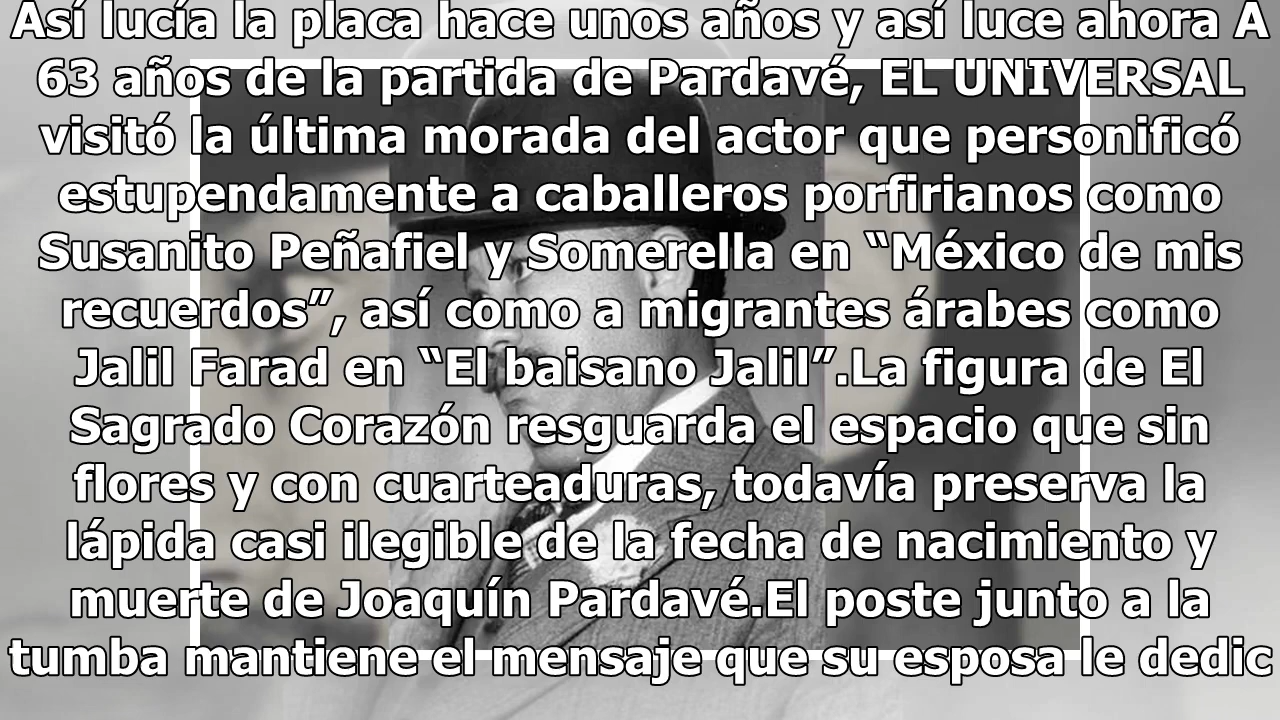 Así lucía la placa hace unos años y así luce ahora A
63 años de la partida de Pardavé, EL UNIVERSAL
visitó la última morada del actor que personificó
estupendamente a caballeros porfirianos como
Susanito Peñafiel y Somerella en “México de mis
recuerdos”, así como a migrantes árabes como
Jalil Farad en “El baisano Jalil”.La figura de El
Sagrado Corazón resguarda el espacio que sin
flores y con cuarteaduras, todavía preserva la
lápida casi ilegible de la fecha de nacimiento y
muerte de Joaquín Pardavé.El poste junto a la
tumba mantiene el mensaje que su esposa le dedic